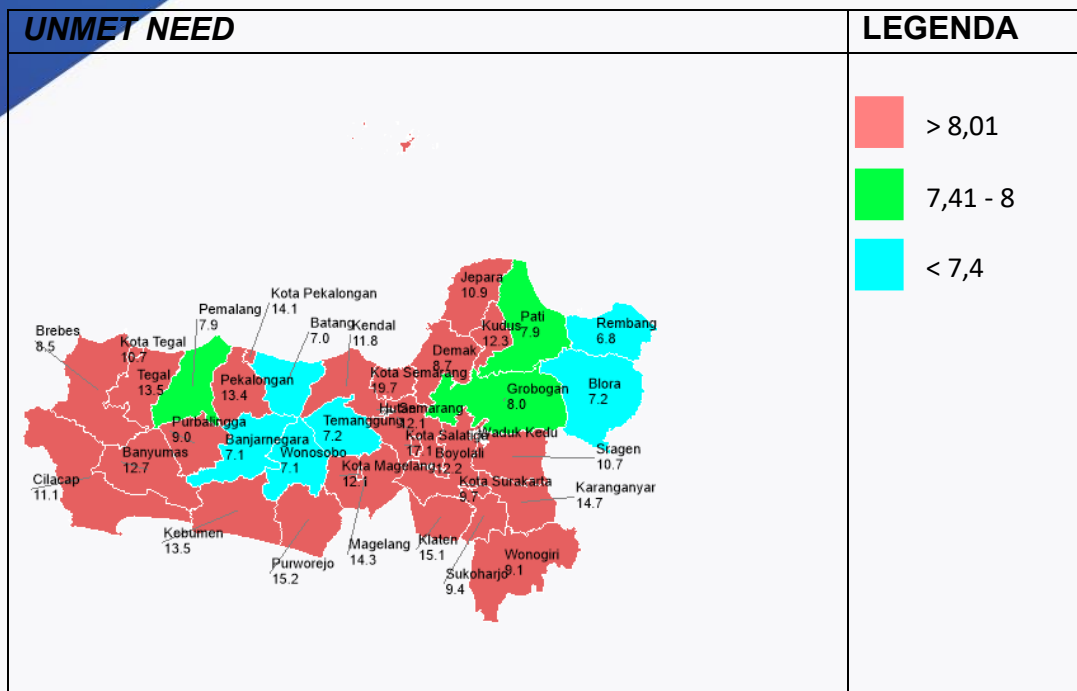 UNMET NEED
LEGENDA
> 8,01
7,41 - 8
< 7,4
Jepara
10.9
Kota Pekalongan
14.1
Pemalang
7.9
Batang
7.0
Kendal
11.8
Pati
7.9
Kudus
12.3
Rembang
6.8
Brebes
8.5
Kota Tegal
10.7
Tegal
13.5
Pekalongan
13.4
Demak
8.7
Kota Semarang
19.7
Grobogan
8.0
Blora
7.2
Semarang
12.1
Purbalingga
9.0
Banjarnegara
7.1
Temanggung
7.2
Wonosobo
7.1
Kota Salatiga
17.1
Waduk Kedu
Boyolali
12.2
Sragen
10.7
Banyumas
12.7
Cilacap
11.1
Kota Magelang
12.1
Kota Surakarta
9.7
Karanganyar
14.7
Kebumen
13.5
Purworejo
15.2
Magelang
14.3
Klaten
15.1
Sukoharjo
9.4
Wonogiri
9.1